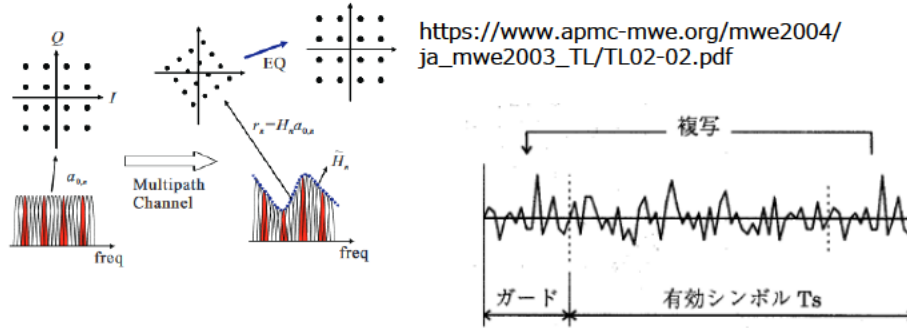 Q
I
a₀,ₙ
freq
Multipath
Channel
EQ
rₙ=Hₙa₀,ₙ
H̃ₙ
freq
https://www.apmc-mwe.org/mwe2004/
ja_mwe2003_TL/TL02-02.pdf
複写
ガード
有効シンボル Ts